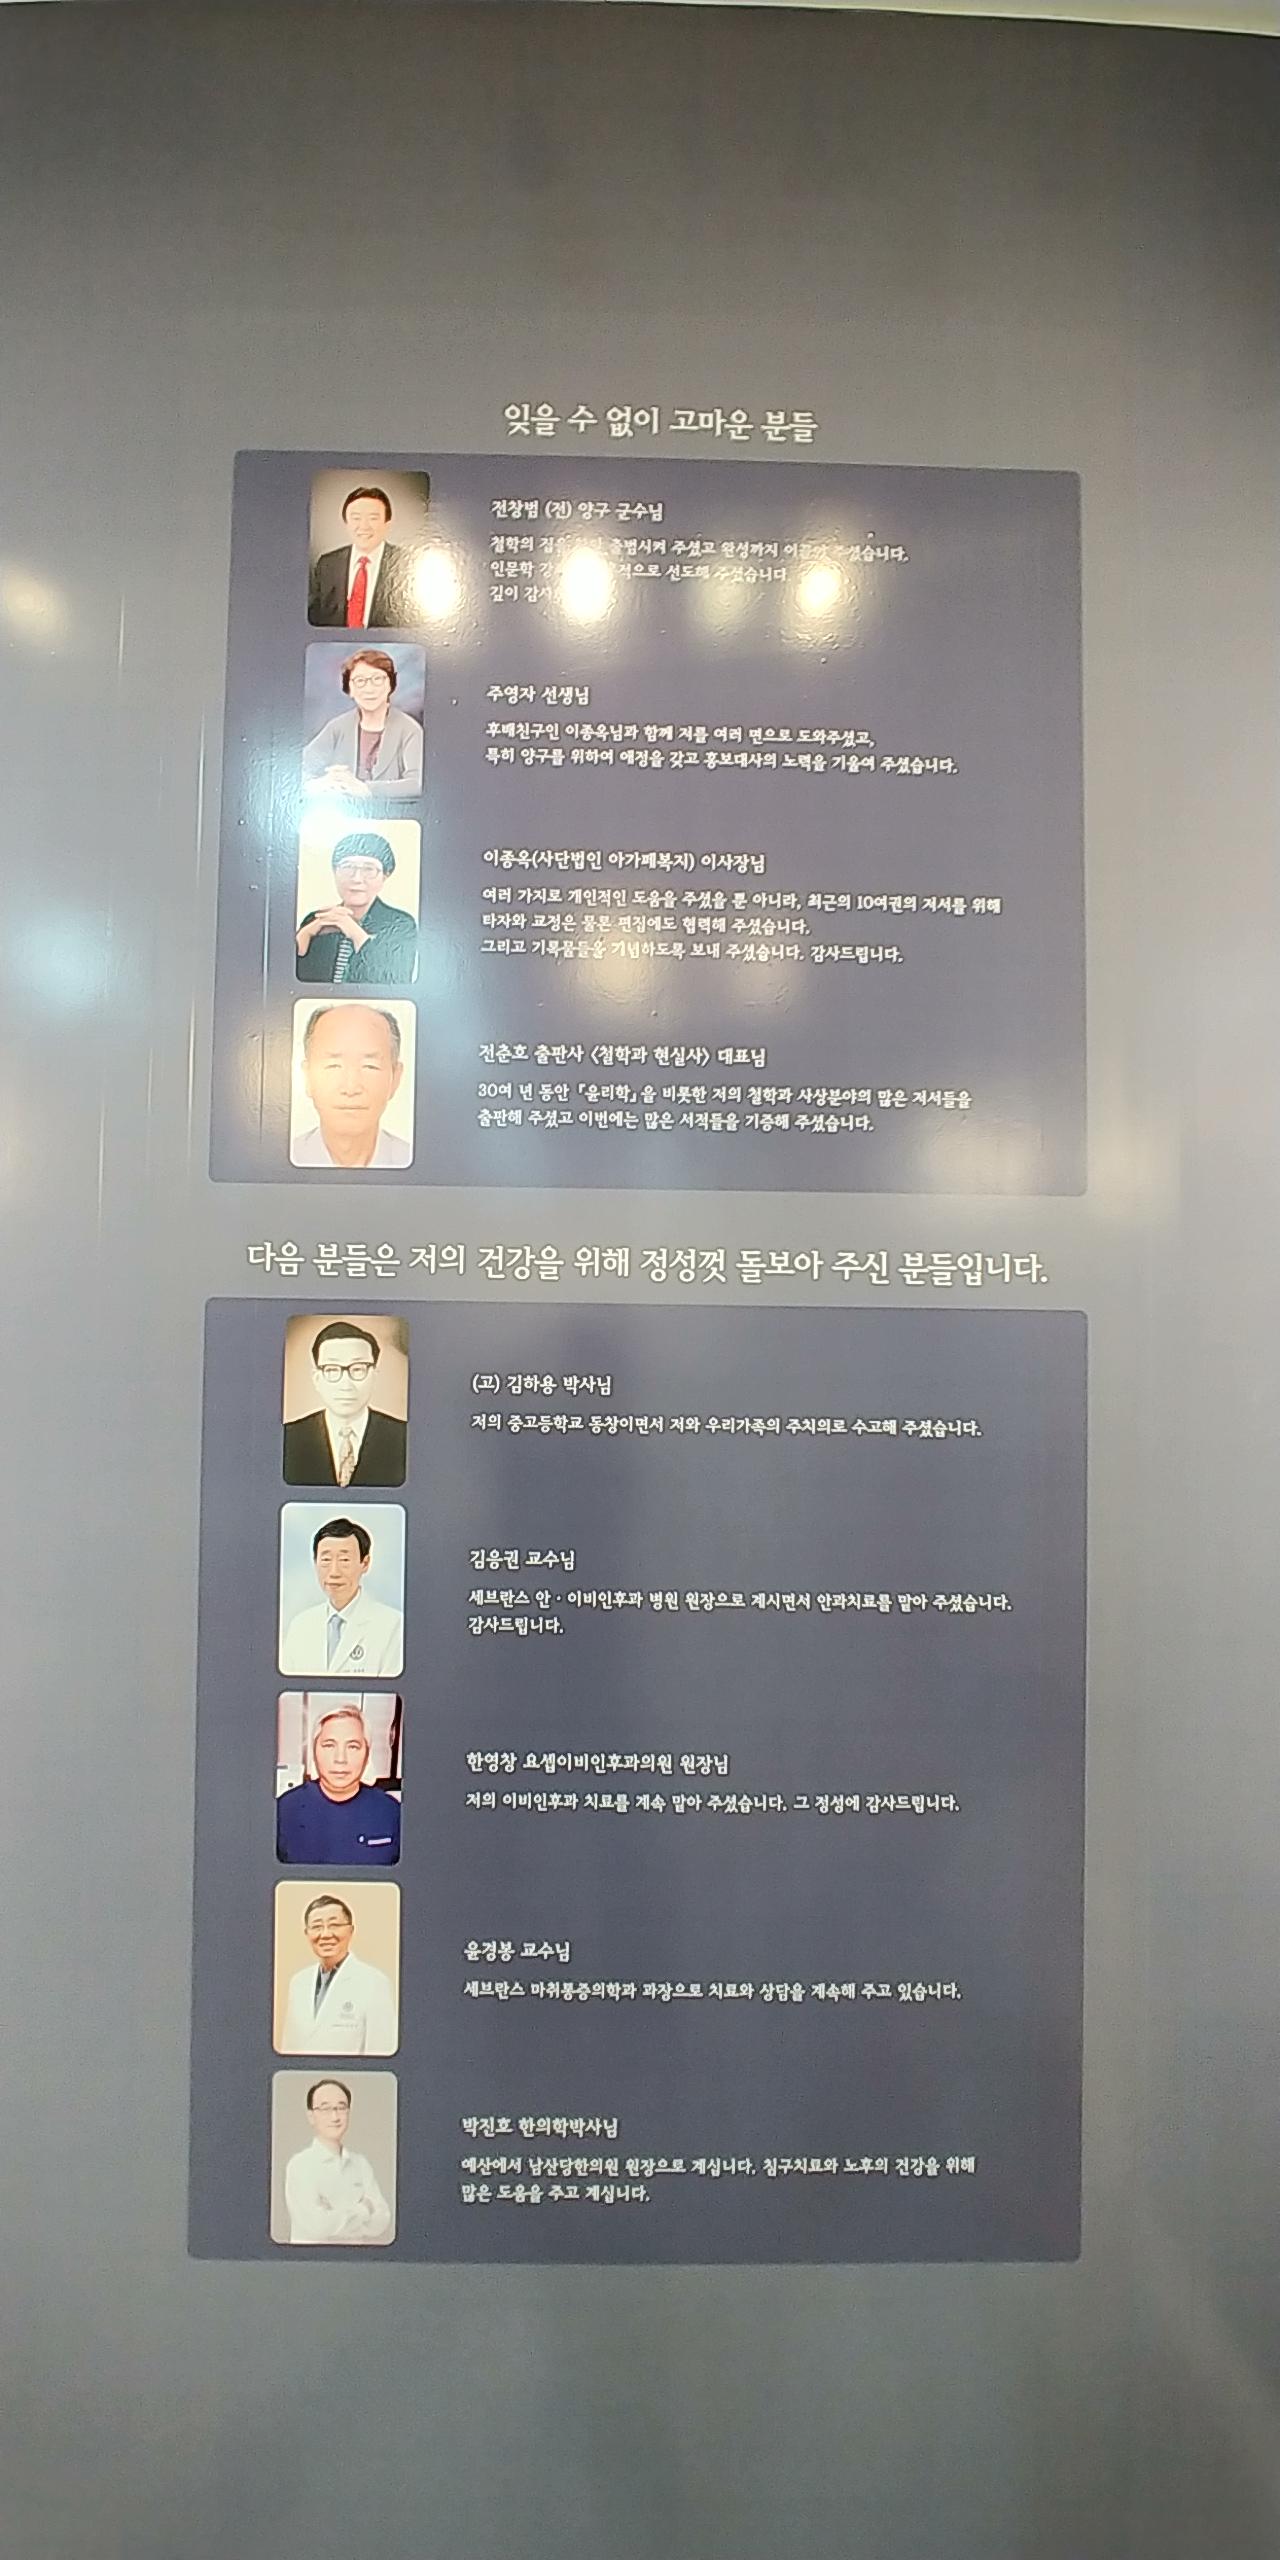 잊을 수 없이 고마운 분들
전창범 (전) 양구 군수님
철학의 집을 출범시켜 주셨고 완성까지 주셨습니다.
인문학 선도해 주셨습니다.
깊이
주영자 선생님
후배친구인 이종옥님과 함께 저를 여러 면으로 도와주셨고,
특히 양구를 위하여 애정을 갖고 홍보대사의 노력을 기울여 주셨습니다.
이종옥(사단법인 아가페복지) 이사장님
여러 가지로 개인적인 도움을 주셨을 뿐 아니라, 최근의 10여권의 저서를 위해
타자와 교정은 물론 편집에도 협력해 주셨습니다.
그리고 기록물들을 기념하도록 보내 주셨습니다. 감사드립니다.
전춘호 출판사 〈철학과 현실사〉 대표님
30여 년 동안 『윤리학』을 비롯한 저의 철학과 사상분야의 많은 저서들을
출판해 주셨고 이번에는 많은 서적들을 기증해 주셨습니다.
다음 분들은 저의 건강을 위해 정성껏 돌보아 주신 분들입니다.
(고) 김하용 박사님
저의 중고등학교 동창이면서 저와 우리가족의 주치의로 수고해 주셨습니다.
김응권 교수님
세브란스 안·이비인후과 병원 원장으로 계시면서 안과치료를 맡아 주셨습니다.
감사드립니다.
한영창 요셉이비인후과의원 원장님
저의 이비인후과 치료를 계속 맡아 주셨습니다. 그 정성에 감사드립니다.
윤경봉 교수님
세브란스 마취통증의학과 과장으로 치료와 상담을 계속해 주고 있습니다.
박진호 한의학박사님
예산에서 남산당한의원 원장으로 계십니다. 침구치료와 노후의 건강을 위해
많은 도움을 주고 계십니다.